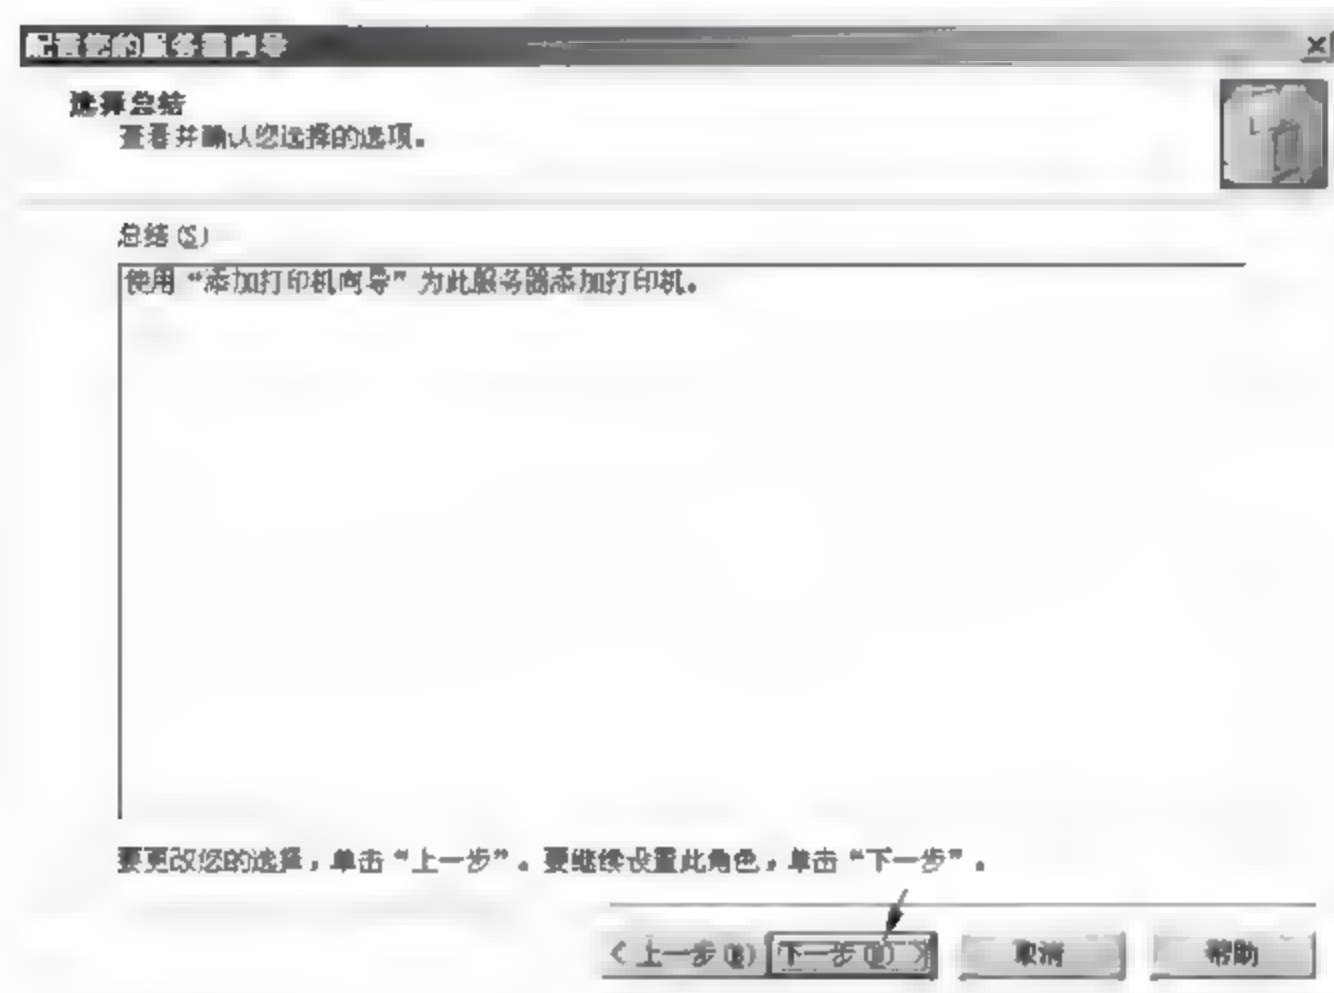 配置您的服务器向导
选择总结
查看并确认您选择的选项。
总结(S)
使用“添加打印机向导”为此服务器添加打印机。
要更改您的选择，单击“上一步”。要继续设置此角色，单击“下一步”。
< 上一步(B) 下一步(N) > 取消 帮助